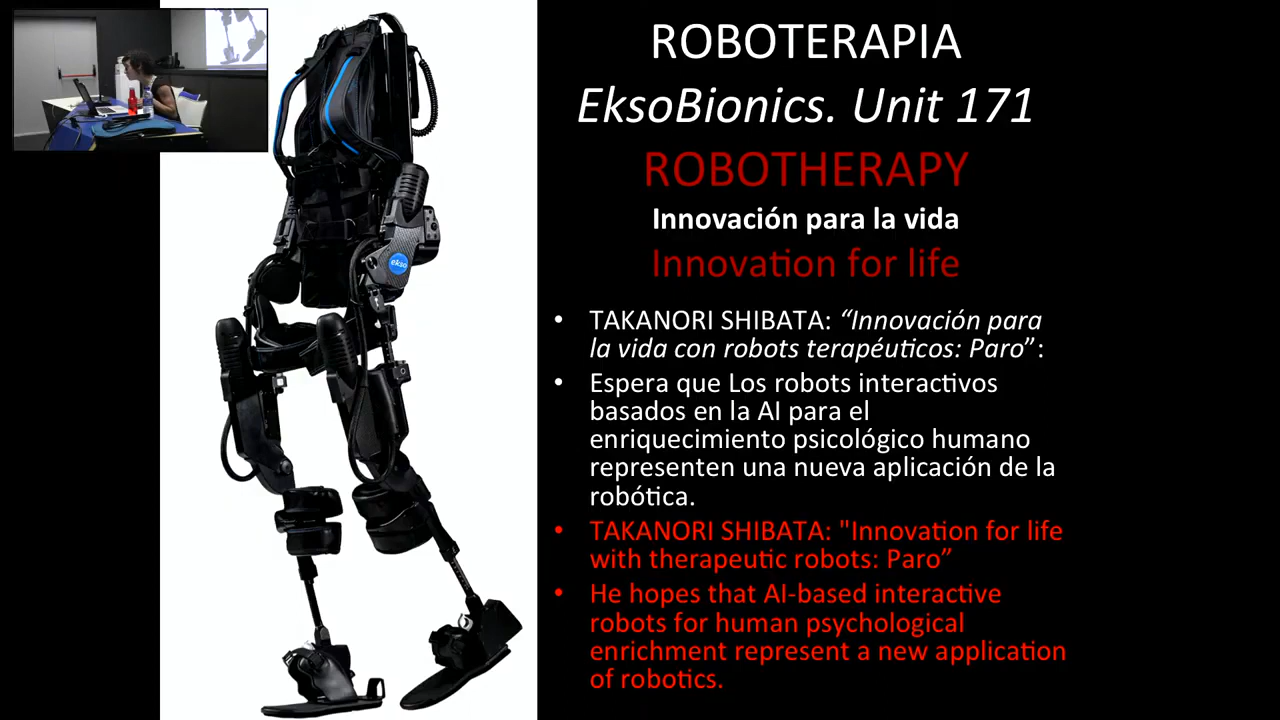 ROBOTERAPIA
EksoBionics. Unit 171
ROBOTHERAPY
Innovación para la vida
Innovation for life
ekso
• TAKANORI SHIBATA: “Innovación para
la vida con robots terapéuticos: Paro”:
• Espera que Los robots interactivos
basados en la AI para el
enriquecimiento psicológico humano
representen una nueva aplicación de la
robótica.
• TAKANORI SHIBATA: "Innovation for life
with therapeutic robots: Paro”
• He hopes that AI-based interactive
robots for human psychological
enrichment represent a new application
of robotics.